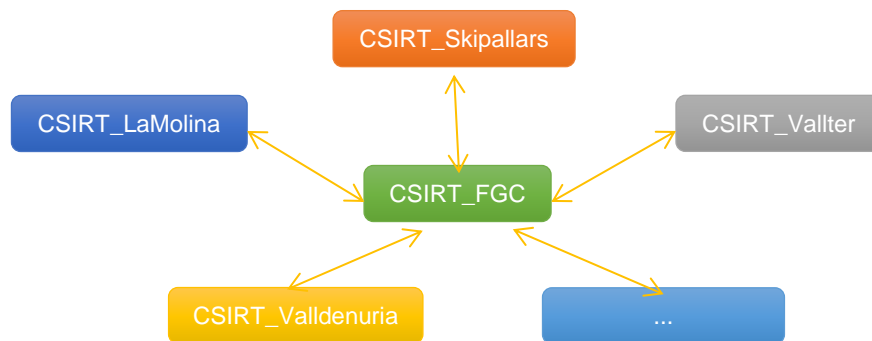 CSIRT_Skipallars
CSIRT_LaMolina
CSIRT_Vallter
CSIRT_FGC
CSIRT_Valldenuria
...